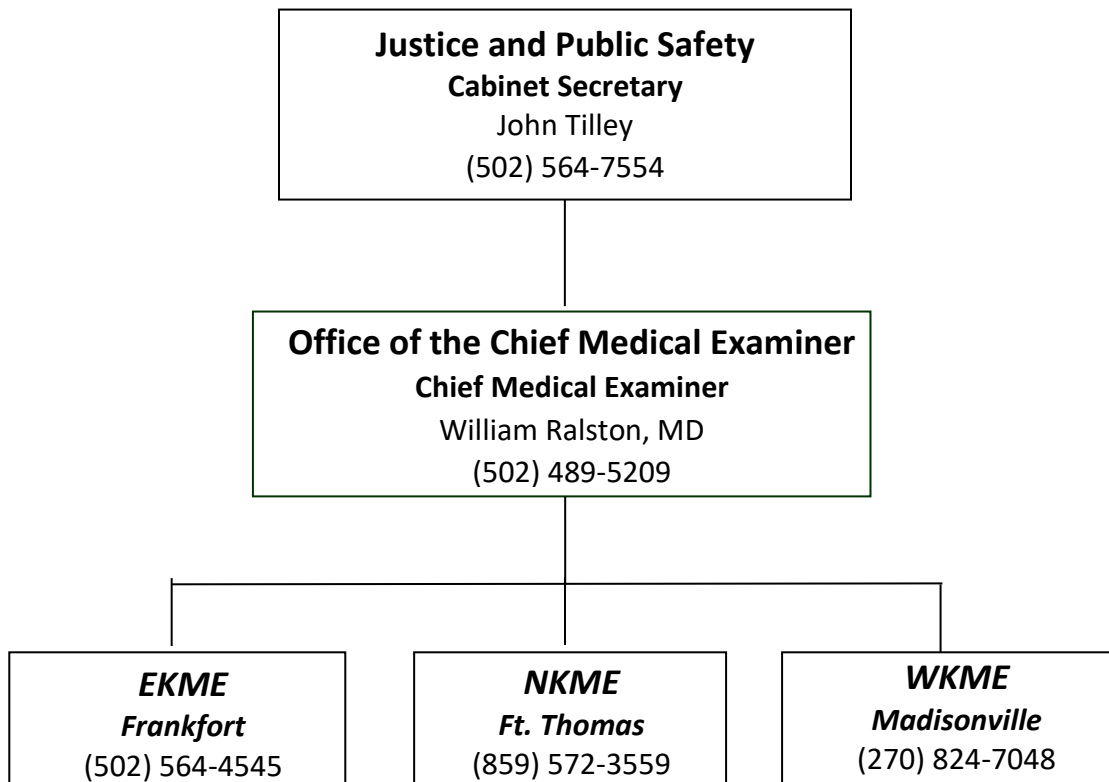 Justice and Public Safety
Cabinet Secretary
John Tilley
(502) 564-7554
Office of the Chief Medical Examiner
Chief Medical Examiner
William Ralston, MD
(502) 489-5209
EKME
Frankfort
(502) 564-4545
NKME
Ft. Thomas
(859) 572-3559
WKME
Madisonville
(270) 824-7048